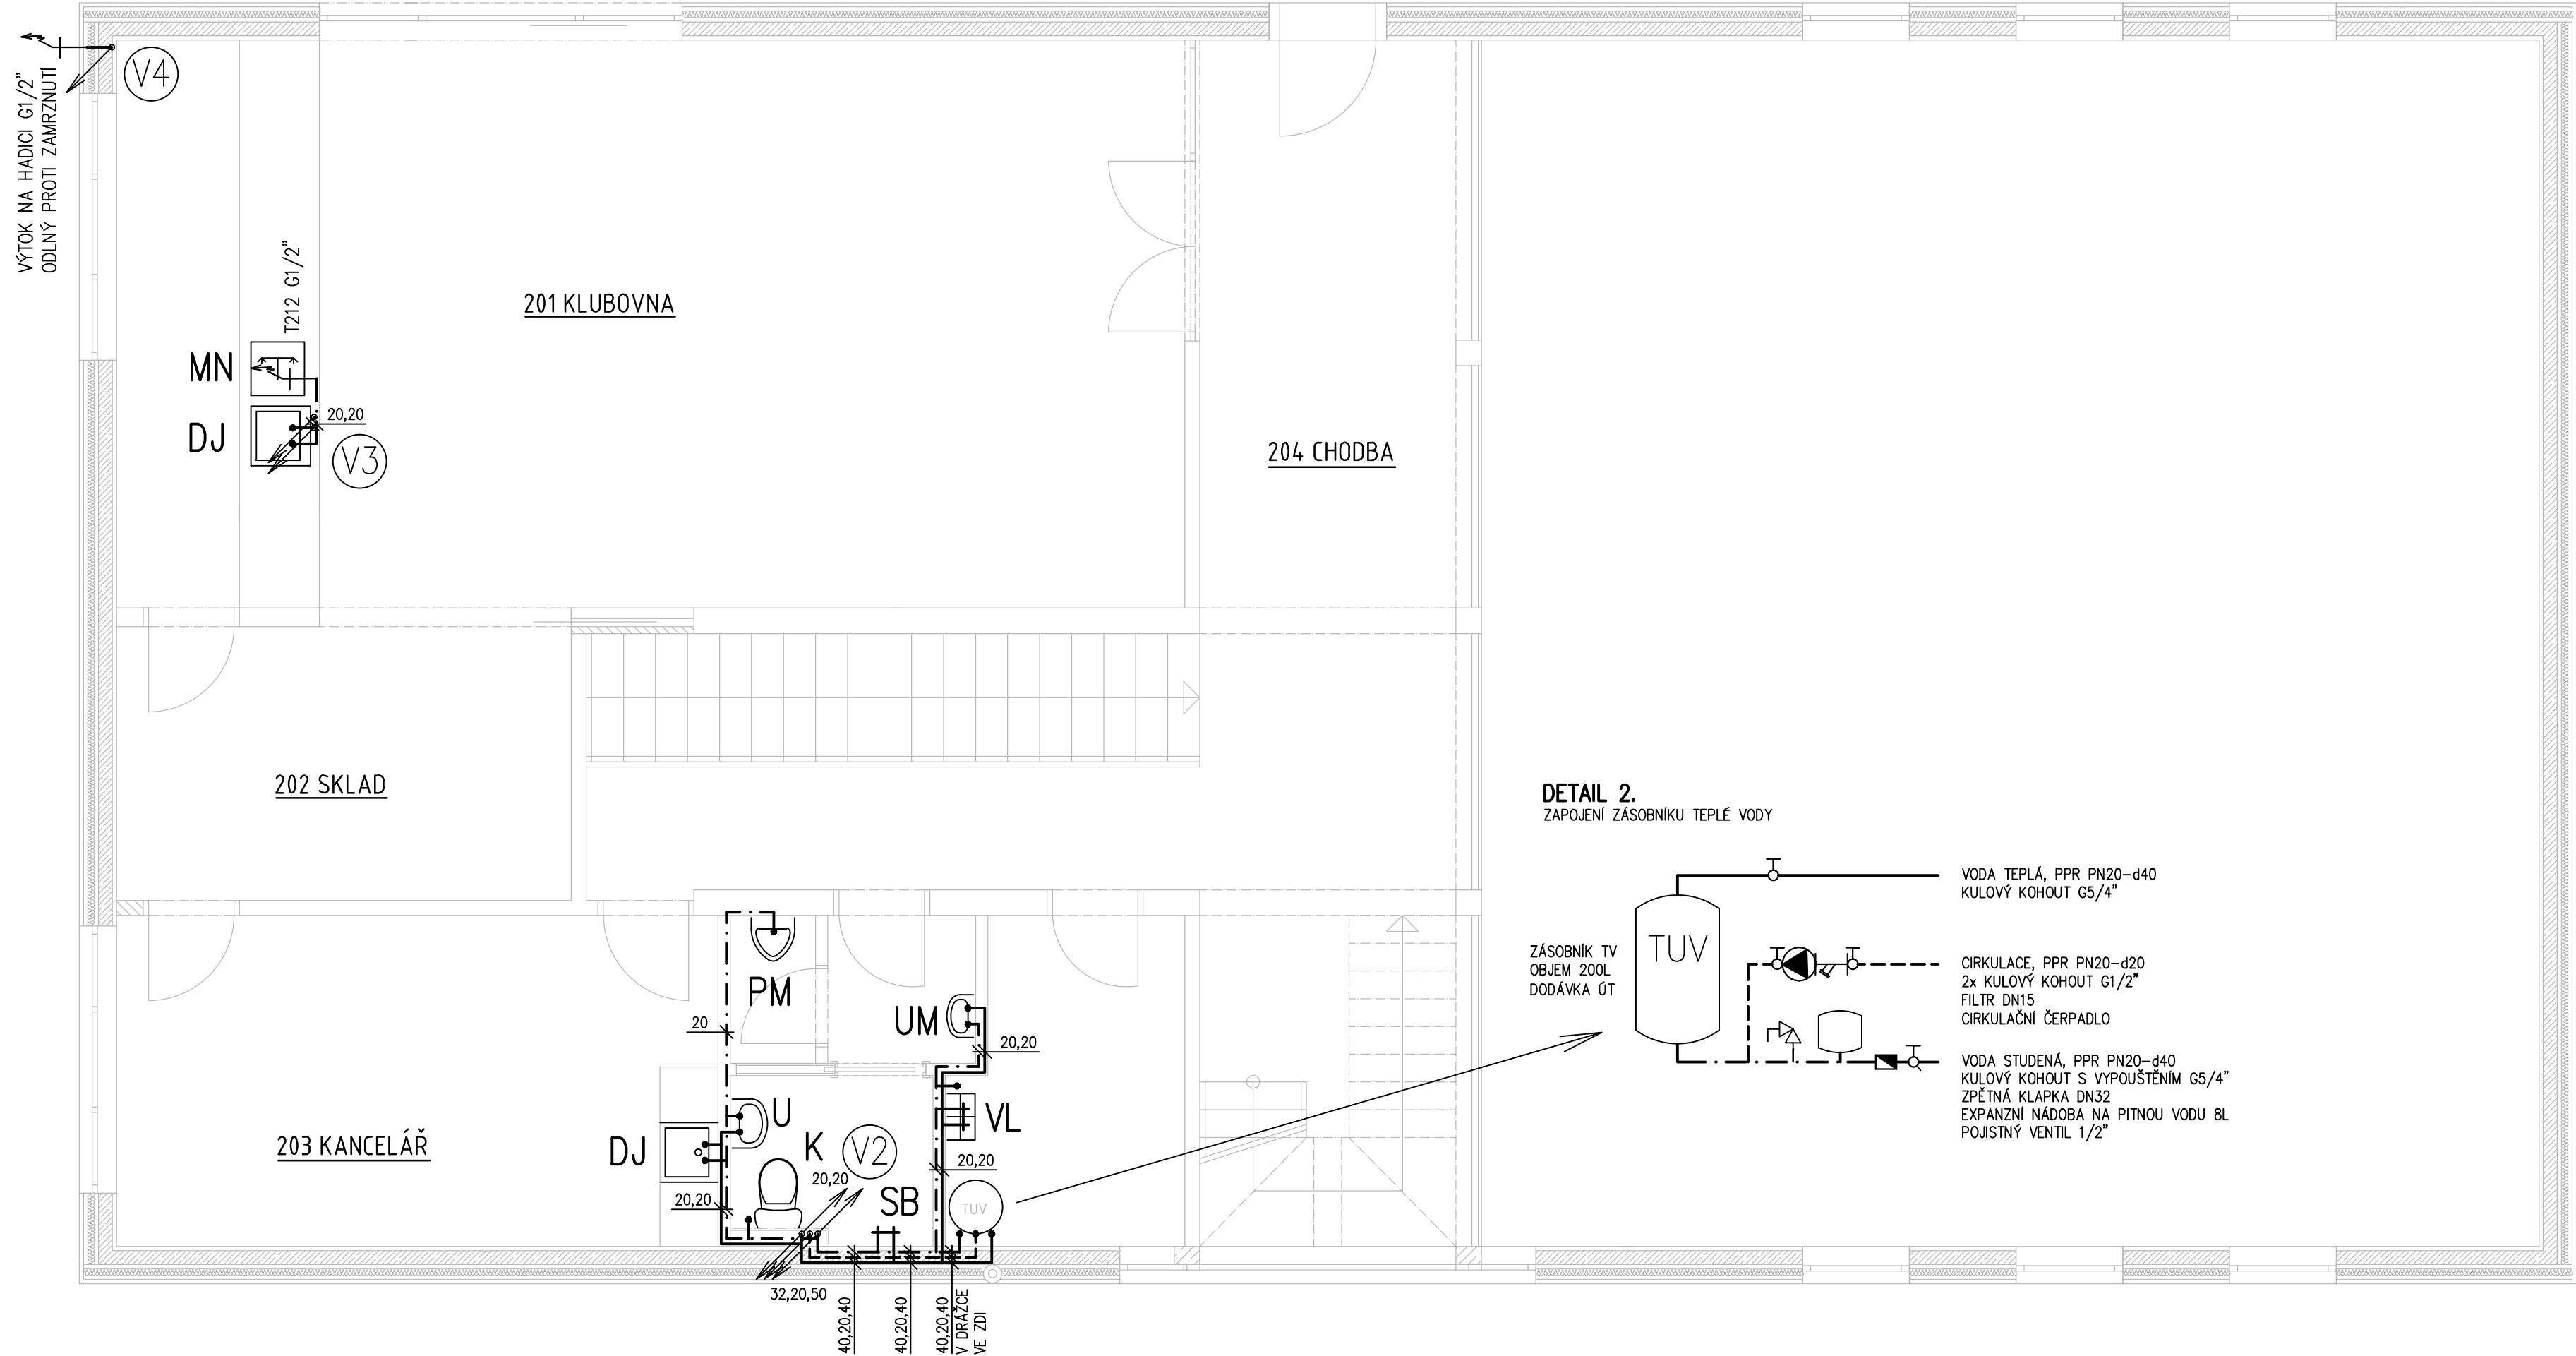 V4
VÝTOK NA HADICI G1/2"
ODLNÝ PROTI ZAMRZNUTÍ
T212 G1/2"
201 KLUBOVNA
MN
20,20
DJ
V3
204 CHODBA
202 SKLAD
DETAIL 2.
ZAPOJENÍ ZÁSOBNÍKU TEPLÉ VODY
VODA TEPLÁ, PPR PN20-d40
KULOVÝ KOHOUT G5/4"
TUV
ZÁSOBNÍK TV
OBJEM 200L
DODÁVKA ÚT
CIRKULACE, PPR PN20-d20
2x KULOVÝ KOHOUT G1/2"
FILTR DN15
CIRKULAČNÍ ČERPADLO
VODA STUDENÁ, PPR PN20-d40
KULOVÝ KOHOUT S VYPOUŠTĚNÍM G5/4"
ZPĚTNÁ KLAPKA DN32
EXPANZNÍ NÁDOBA NA PITNOU VODU 8L
POJISTNÝ VENTIL 1/2"
PM
UM
20
20,20
203 KANCELÁŘ
U
VL
DJ
K
V2
20,20
20,20
20,20
SB
TUV
32,20,50
40,20,40
40,20,40
40,20,40
V DRÁŽCE
VE ZDI